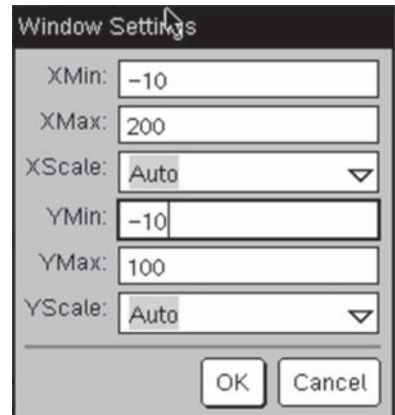 Window Settings
XMin: -10
XMax: 200
XScale: Auto
YMin: -10
YMax: 100
YScale: Auto
OK Cancel